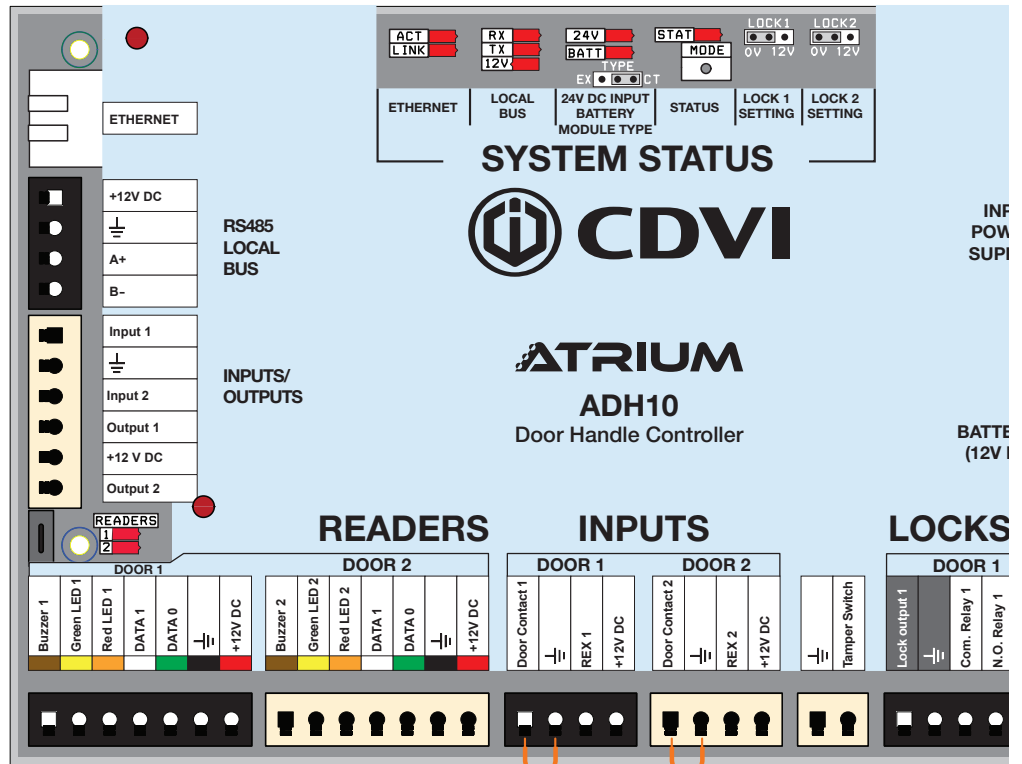 LOCK1 LOCK2
ACT RX 24V STAT
LINK TX BATT MODE
12V TYPE 0V 12V 0V 12V
EX CT
ETHERNET
LOCAL
BUS
24V DC INPUT
BATTERY
MODULE TYPE
STATUS
LOCK 1
SETTING
LOCK 2
SETTING
SYSTEM STATUS
ETHERNET
+12V DC
A+
B-
RS485
LOCAL
BUS
CDVI
ATRIUM
ADH10
Door Handle Controller
Input 1
Input 2
Output 1
+12 V DC
Output 2
INPUTS/
OUTPUTS
READERS
1
2
READERS
INPUTS
LOCKS
DOOR 1
DOOR 2
DOOR 1
DOOR 2
DOOR 1
Buzzer 1
Green LED 1
Red LED 1
DATA 1
DATA 0
+12V DC
Buzzer 2
Green LED 2
Red LED 2
DATA 1
DATA 0
+12V DC
Door Contact 1
REX 1
+12V DC
Door Contact 2
REX 2
+12V DC
Tamper Switch
Lock output 1
Com. Relay 1
N.O. Relay 1